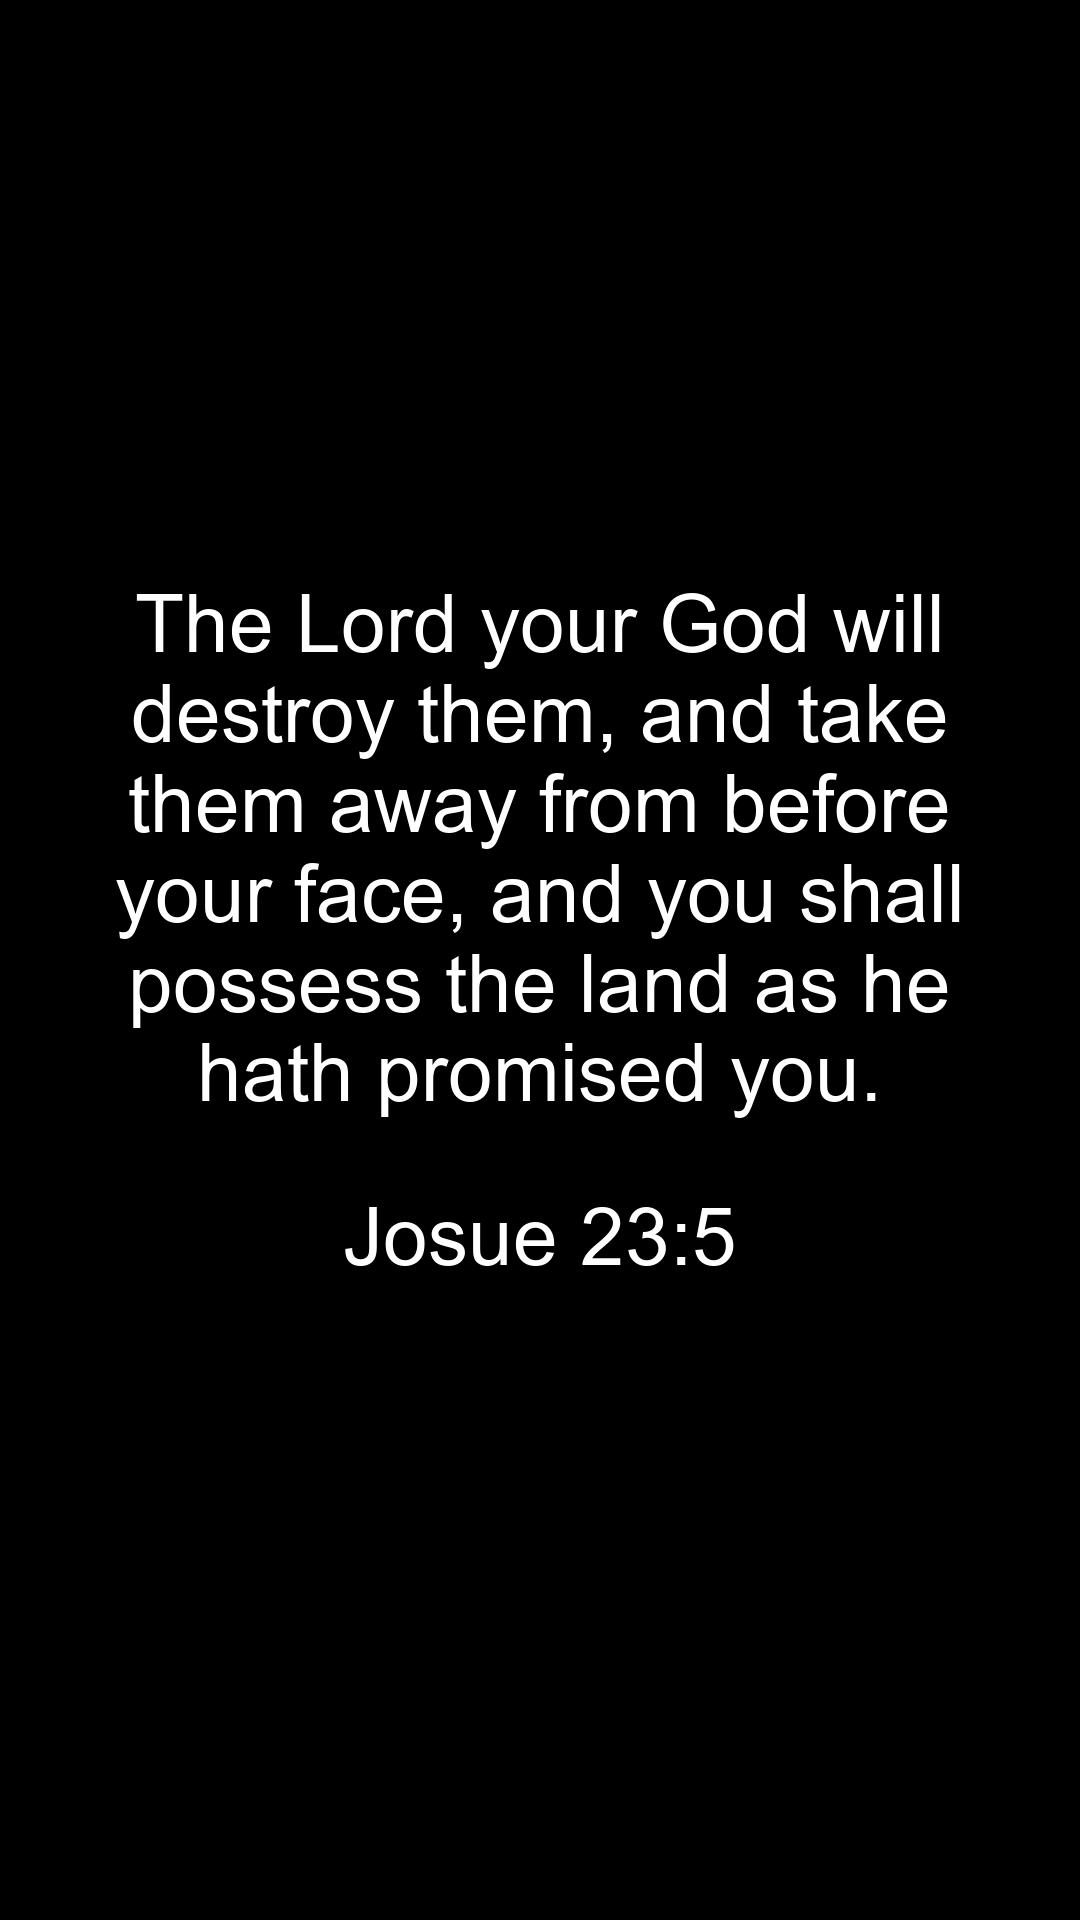 The Lord your God will
destroy them, and take
them away from before
your face, and you shall
possess the land as he
hath promised you.
Josue 23:5